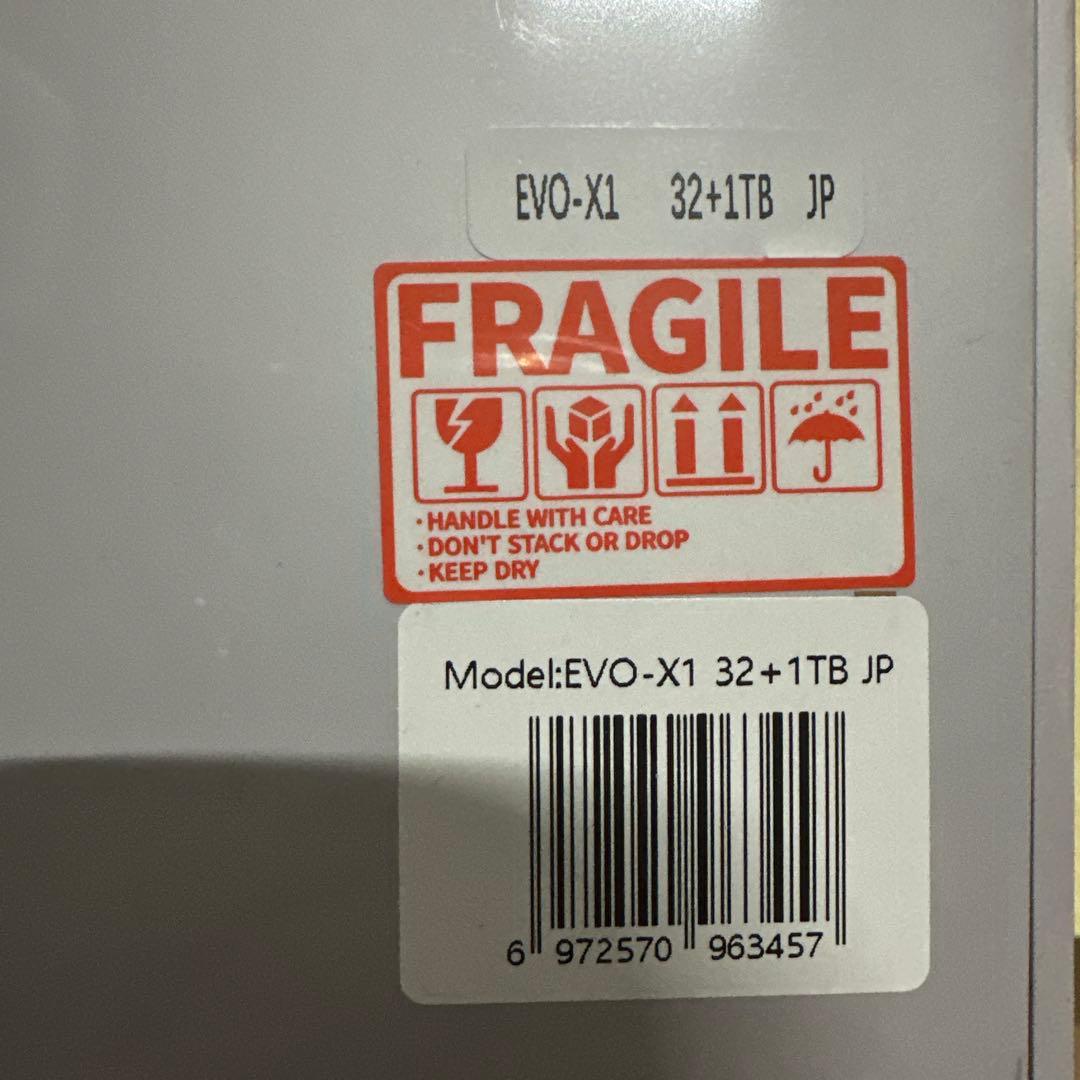 EVO-X1 32+1TB JP
FRAGILE
·HANDLE WITH CARE
·DON'T STACK OR DROP
·KEEP DRY
Model:EVO-X1 32+1TB JP
6 972570 963457